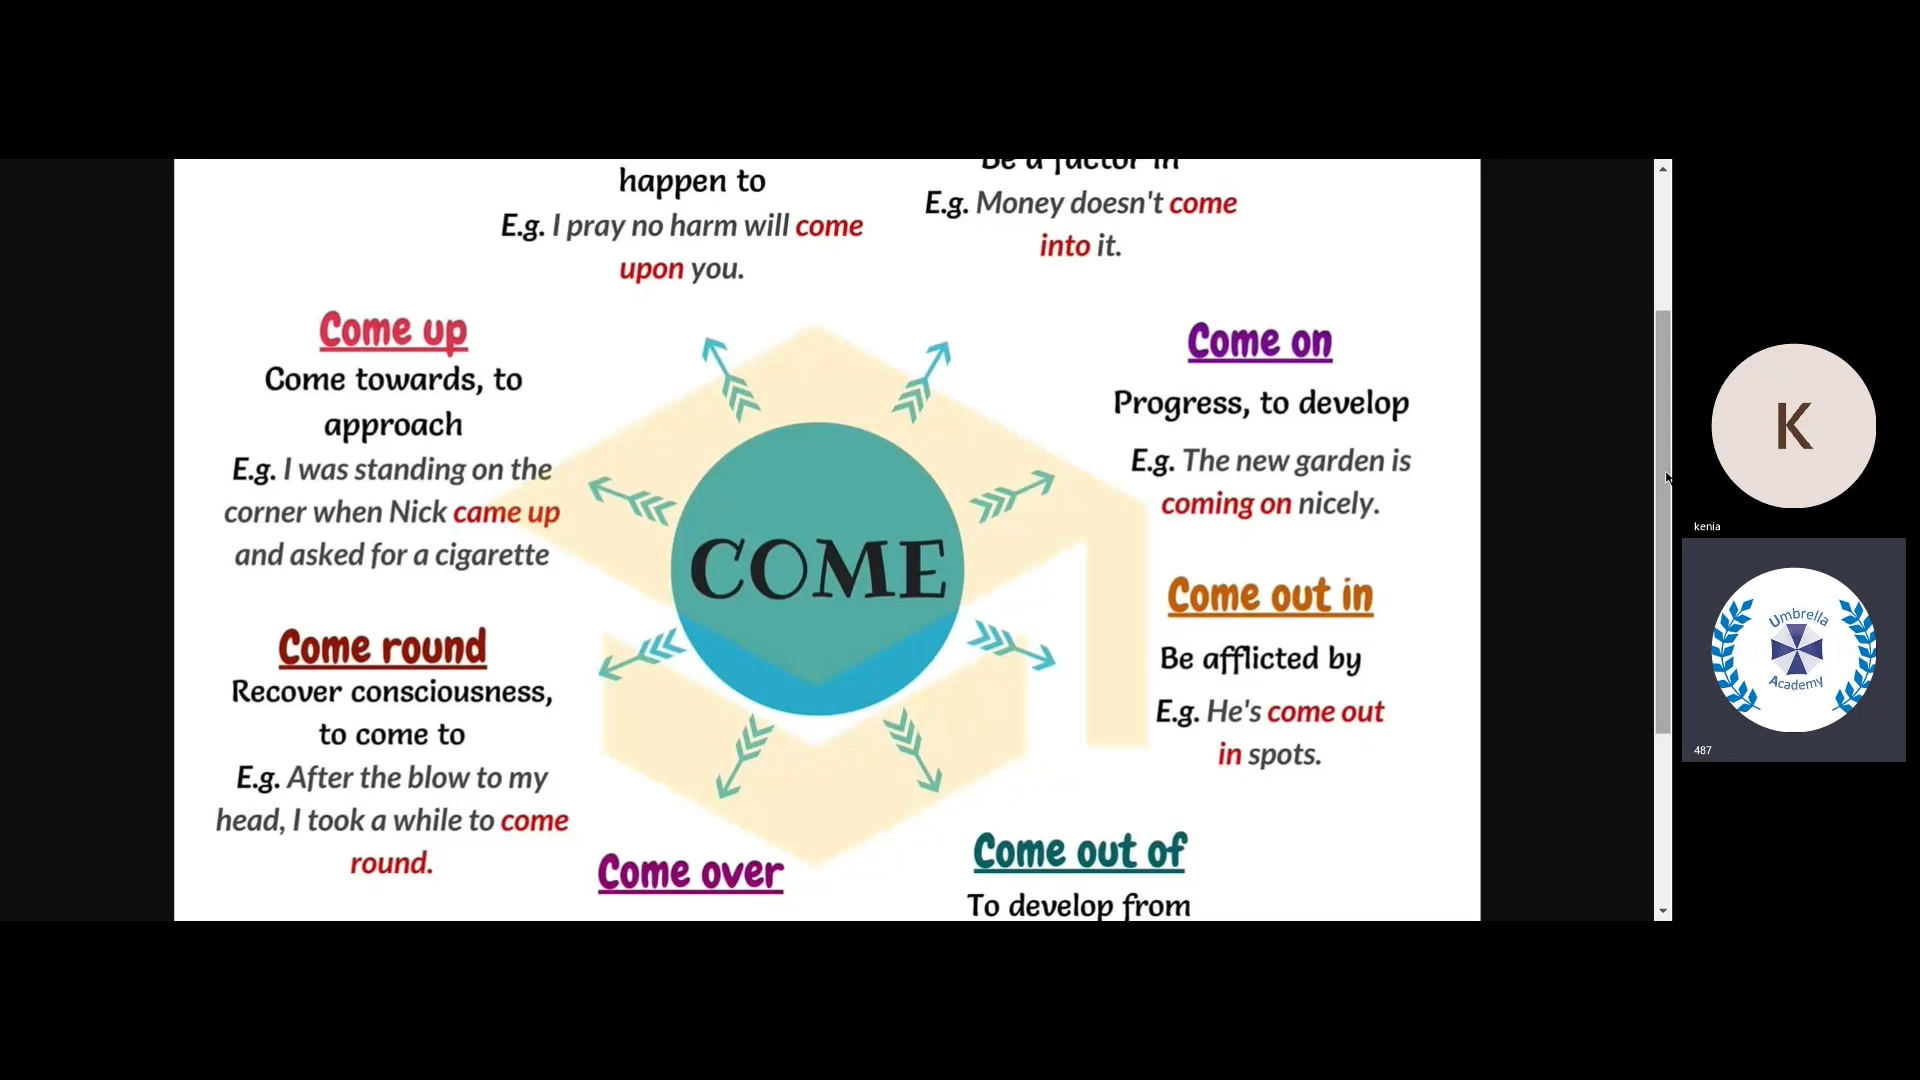 happen to
E.g. I pray no harm will come
upon you.
Be a factor in
E.g. Money doesn't come
into it.
Come up
Come towards, to
approach
E.g. I was standing on the
corner when Nick came up
and asked for a cigarette
Come on
Progress, to develop
E.g. The new garden is
coming on nicely.
COME
Come round
Recover consciousness,
to come to
E.g. After the blow to my
head, I took a while to come
round.
Come out in
Be afflicted by
E.g. He's come out
in spots.
Come over
Come out of
To develop from
K
kenia
Umbrella
Academy
487